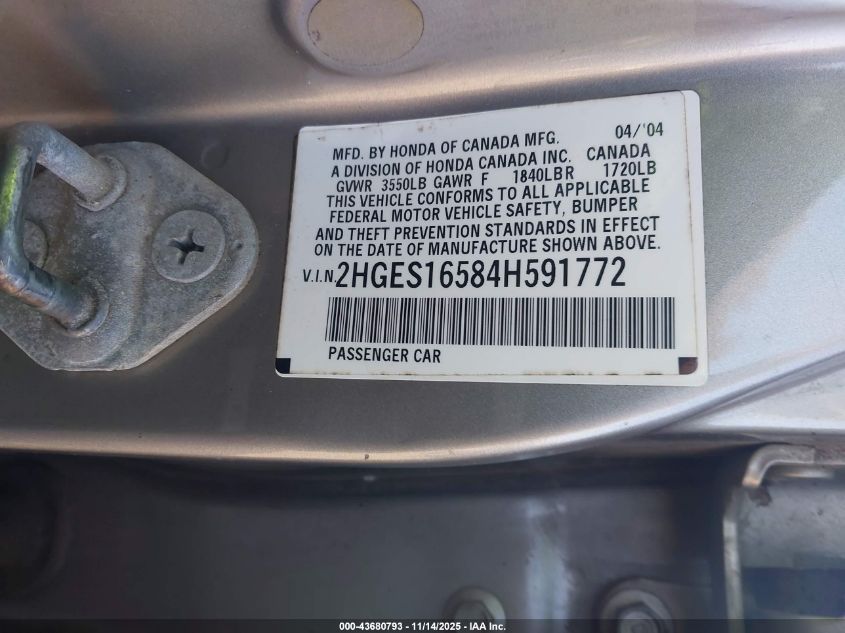 04/'04
MFD. BY HONDA OF CANADA MFG.
A DIVISION OF HONDA CANADA INC. CANADA
GVWR 3550LB GAWR F 1840LBR 1720LB
THIS VEHICLE CONFORMS TO ALL APPLICABLE
FEDERAL MOTOR VEHICLE SAFETY, BUMPER
AND THEFT PREVENTION STANDARDS IN EFFECT
ON THE DATE OF MANUFACTURE SHOWN ABOVE.
V.I.N. 2HGES16584H591772
PASSENGER CAR
000-43680793 - 11/14/2025 - IAA Inc.